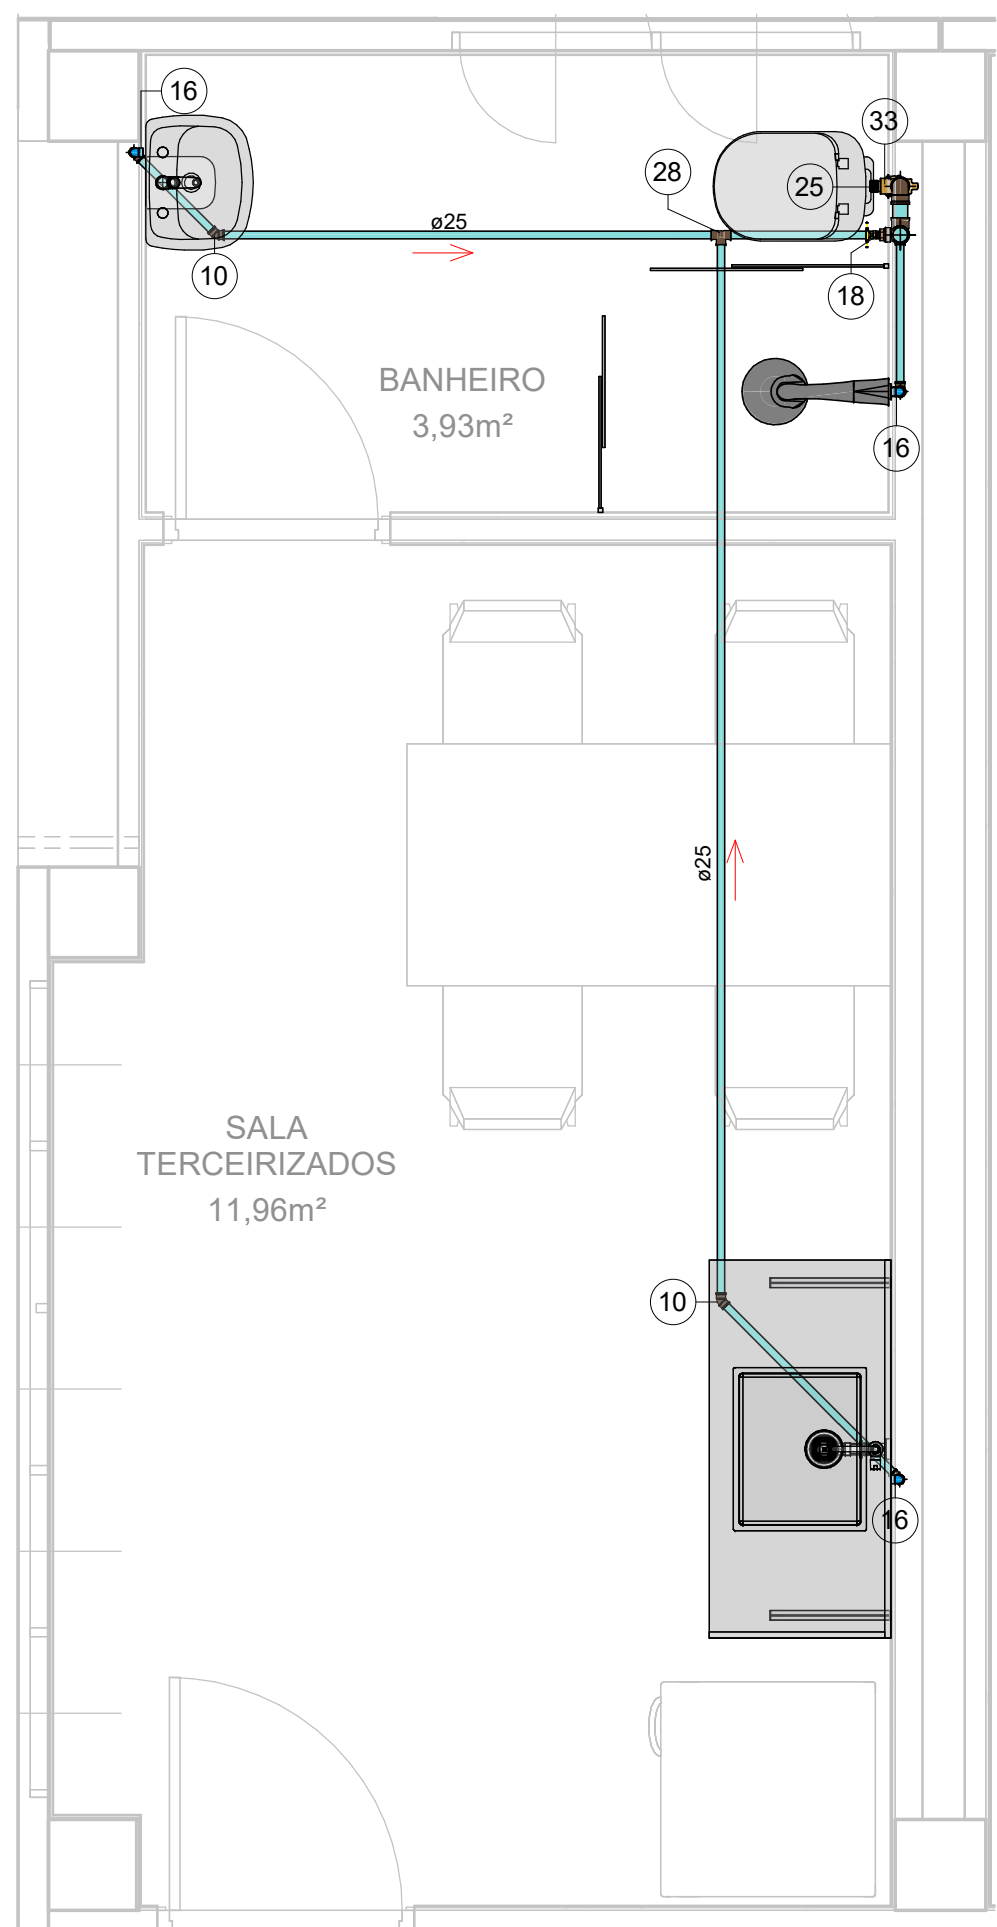 16
33
28
25
ø25
10
18
BANHEIRO
3,93m²
16
ø25
SALA
TERCEIRIZADOS
11,96m²
10
16